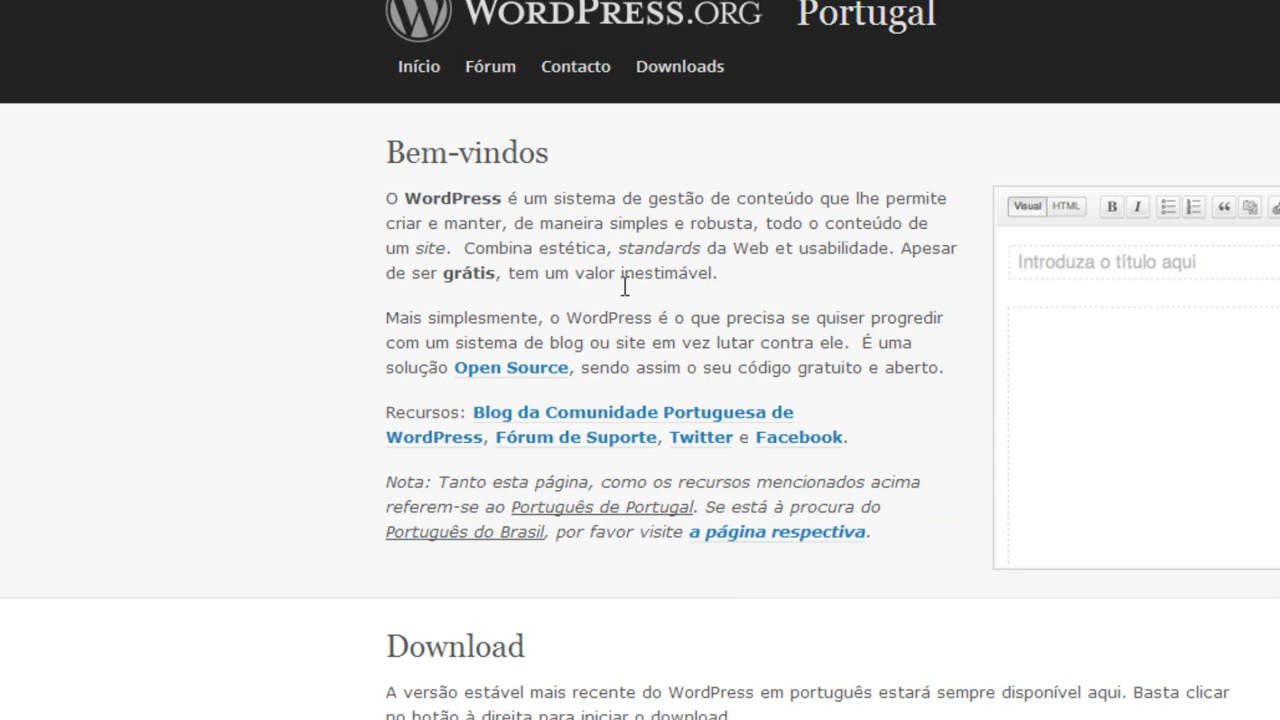 WORDPRESS.ORG Portugal
Início Fórum Contacto Downloads
Bem-vindos
O WordPress é um sistema de gestão de conteúdo que lhe permite
criar e manter, de maneira simples e robusta, todo o conteúdo de
um site. Combina estética, standards da Web et usabilidade. Apesar
de ser grátis, tem um valor inestimável.
Mais simplesmente, o WordPress é o que precisa se quiser progredir
com um sistema de blog ou site em vez lutar contra ele. É uma
solução Open Source, sendo assim o seu código gratuito e aberto.
Recursos: Blog da Comunidade Portuguesa de
WordPress, Fórum de Suporte, Twitter e Facebook.
Nota: Tanto esta página, como os recursos mencionados acima
referem-se ao Português de Portugal. Se está à procura do
Português do Brasil, por favor visite a página respectiva.
Visual HTML B I
Introduza o título aqui
Download
A versão estável mais recente do WordPress em português estará sempre disponível aqui. Basta clicar
no botão à direita para iniciar o download.